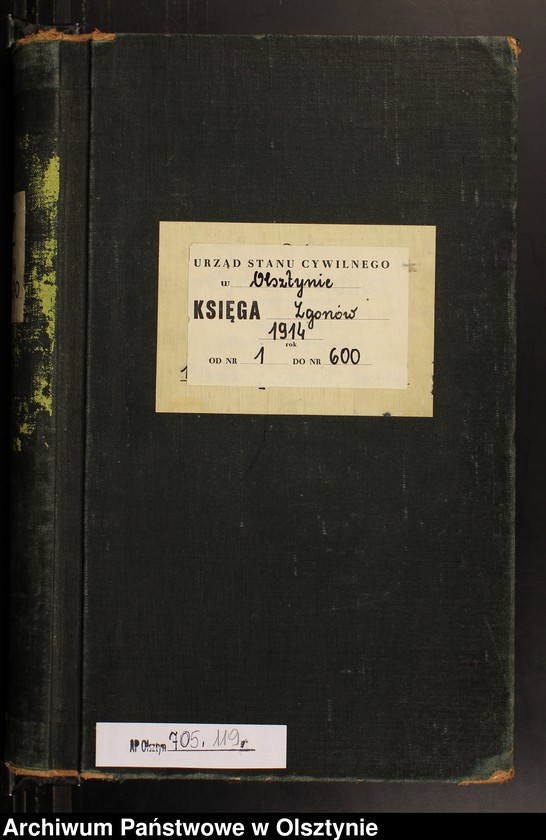 URZĄD STANU CYWILNEGO
w Olsztynie
KSIĘGA Zgonów
1914
rok
OD NR 1 DO NR 600
AP Olsztyn 705.119
Archiwum Państwowe w Olsztynie